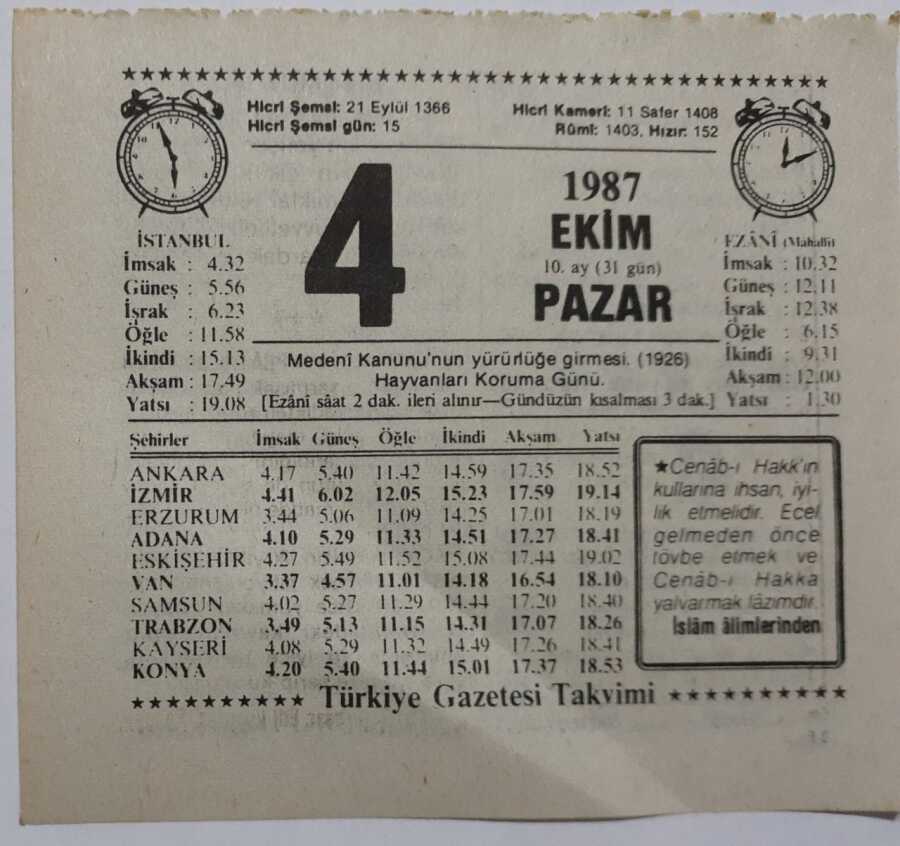 Hicrî Şemsî: 21 Eylül 1366
Hicrî Şemsî gün: 15
Hicrî Kamerî: 11 Safer 1408
Rûmî: 1403, Hızır: 152
4
1987
EKİM
10. ay (31 gün)
PAZAR
İSTANBUL
İmsak : 4.32
Güneş : 5.56
İşrak : 6.23
Öğle : 11.58
İkindi : 15.13
Akşam : 17.49
Yatsı : 19.08
EZÂNÎ (Mahallî)
İmsak : 10.32
Güneş : 12.11
İşrak : 12.38
Öğle : 6.15
İkindi : 9.31
Akşam : 12.00
Yatsı : 1.30
Medenî Kanunu'nun yürürlüğe girmesi. (1926)
Hayvanları Koruma Günü.
[Ezânî sâat 2 dak. ileri alınır—Gündüzün kısalması 3 dak.]
Şehirler İmsak Güneş Öğle İkindi Akşam Yatsı
ANKARA 4.17 5.40 11.42 14.59 17.35 18.52
İZMİR 4.41 6.02 12.05 15.23 17.59 19.14
ERZURUM 3.44 5.06 11.09 14.25 17.01 18.19
ADANA 4.10 5.29 11.33 14.51 17.27 18.41
ESKİŞEHİR 4.27 5.49 11.52 15.08 17.44 19.02
VAN 3.37 4.57 11.01 14.18 16.54 18.10
SAMSUN 4.02 5.27 11.29 14.44 17.20 18.40
TRABZON 3.49 5.13 11.15 14.31 17.07 18.26
KAYSERİ 4.08 5.29 11.32 14.49 17.26 18.41
KONYA 4.20 5.40 11.44 15.01 17.37 18.53
★Cenâb-ı Hakk'ın
kullarına ihsan, iyi-
lik etmelidir. Ecel
gelmeden önce
tövbe etmek ve
Cenâb-ı Hakka
yalvarmak lâzımdır.
İslâm âlimlerinden
★★★★★★★★★★ Türkiye Gazetesi Takvimi ★★★★★★★★★★